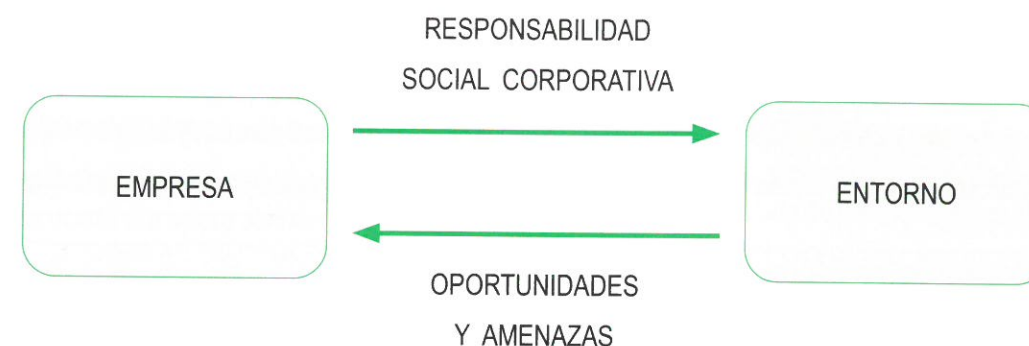 RESPONSABILIDAD
SOCIAL CORPORATIVA
EMPRESA
ENTORNO
OPORTUNIDADES
Y AMENAZAS